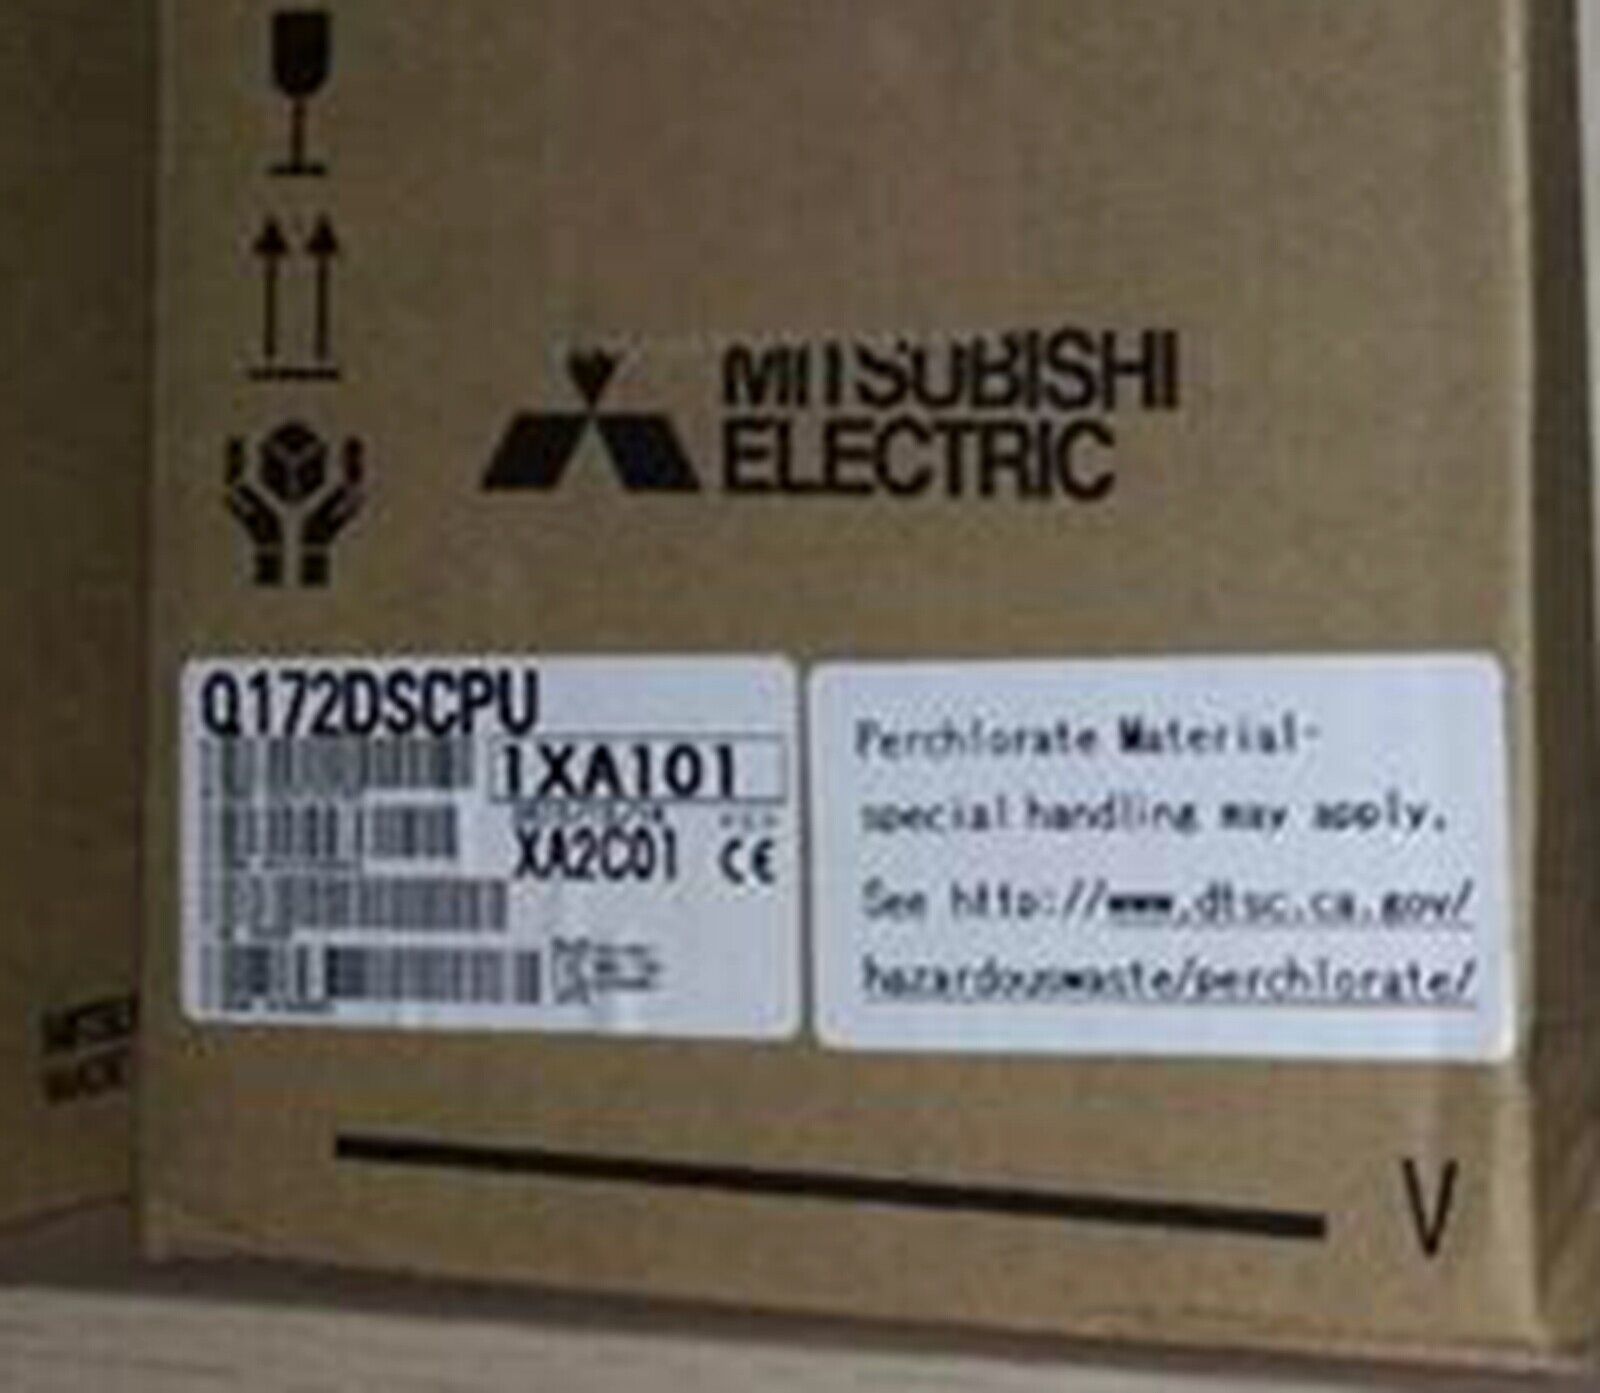 MITSUBISHI
ELECTRIC
Q172DSCPU
1XA101
XA2C01 CE
Perchlorate Material-
special handling may apply.
See http://www.dtsc.ca.gov/
hazardouswaste/perchlorate/
V